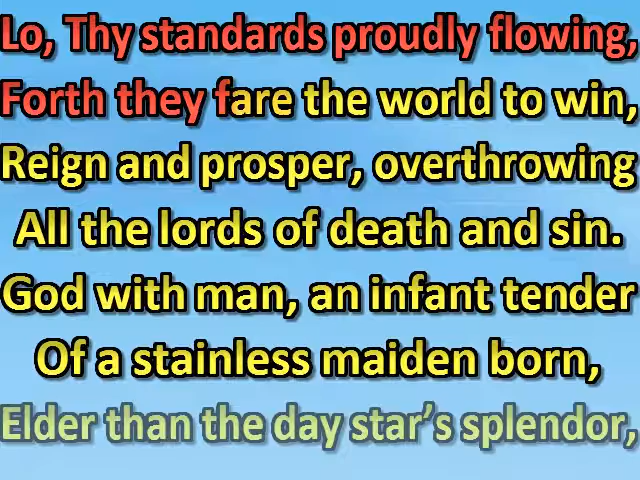 Lo, Thy standards proudly flowing,
Forth they fare the world to win,
Reign and prosper, overthrowing
All the lords of death and sin.
God with man, an infant tender
Of a stainless maiden born,
Elder than the day star’s splendor,